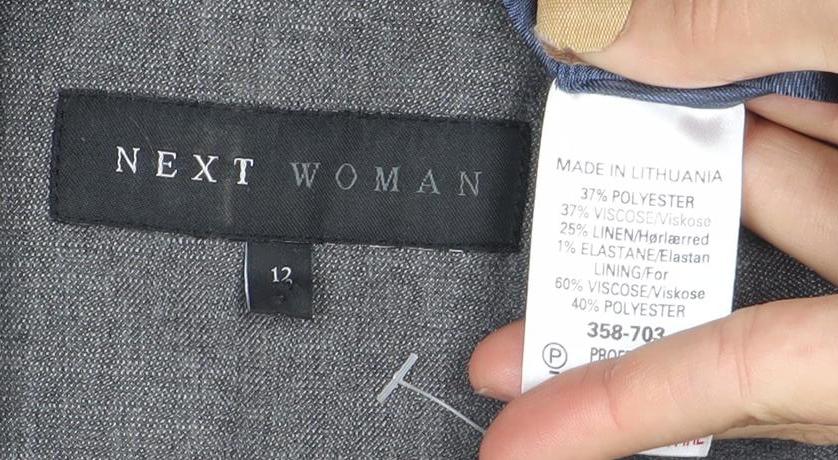 NEXT WOMAN
12
MADE IN LITHUANIA
37% POLYESTER
37% VISCOSE/Viskose
25% LINEN/Hørlærred
1% ELASTANE/Elastan
LINING/For
60% VISCOSE/Viskose
40% POLYESTER
358-703
P